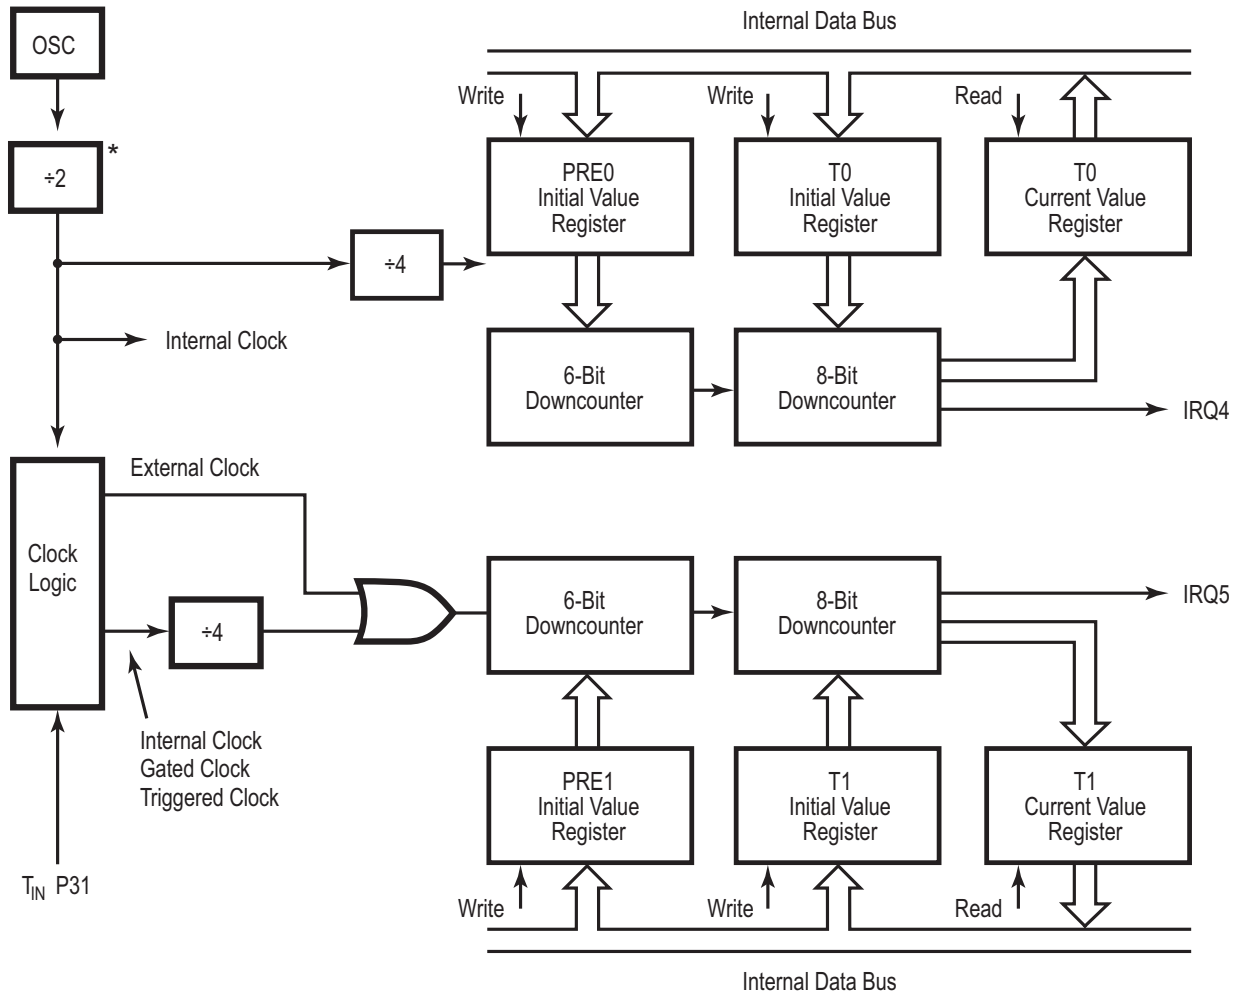 Internal Data Bus
OSC
Write
Write
Read
÷2
*
PRE0
Initial Value
Register
T0
Initial Value
Register
T0
Current Value
Register
÷4
Internal Clock
6-Bit
Downcounter
8-Bit
Downcounter
IRQ4
External Clock
Clock
Logic
÷4
6-Bit
Downcounter
8-Bit
Downcounter
IRQ5
Internal Clock
Gated Clock
Triggered Clock
PRE1
Initial Value
Register
T1
Initial Value
Register
T1
Current Value
Register
TIN P31
Write
Write
Read
Internal Data Bus